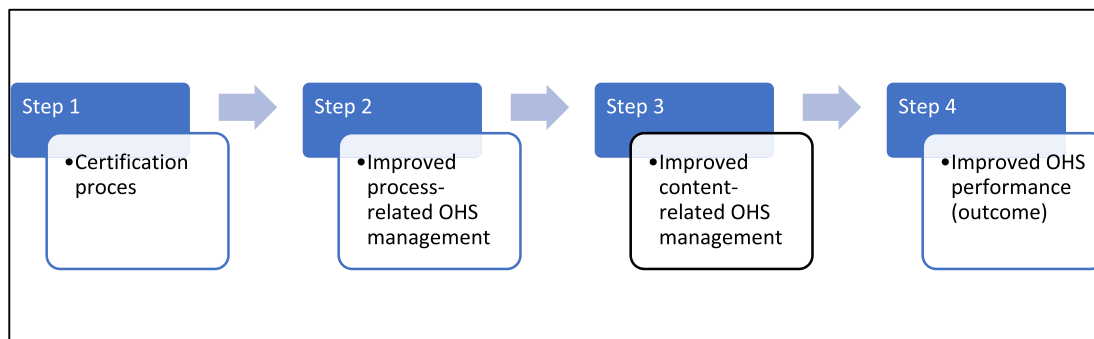 Step 1
•Certification
proces
Step 2
•Improved
process-
related OHS
management
Step 3
•Improved
content-
related OHS
management
Step 4
•Improved OHS
performance
(outcome)